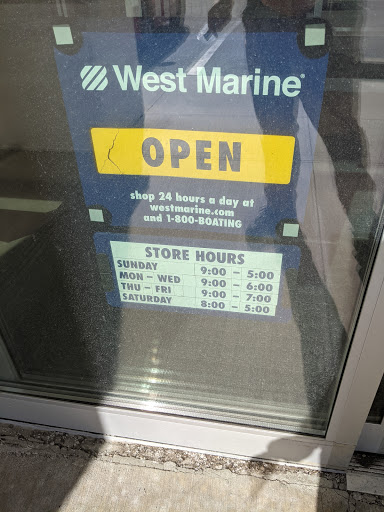 West Marine
OPEN
shop 24 hours a day at
westmarine.com
and 1-800-BOATING
STORE HOURS
SUNDAY 9:00 - 5:00
MON - WED 9:00 - 6:00
THU - FRI 9:00 - 7:00
SATURDAY 8:00 - 5:00